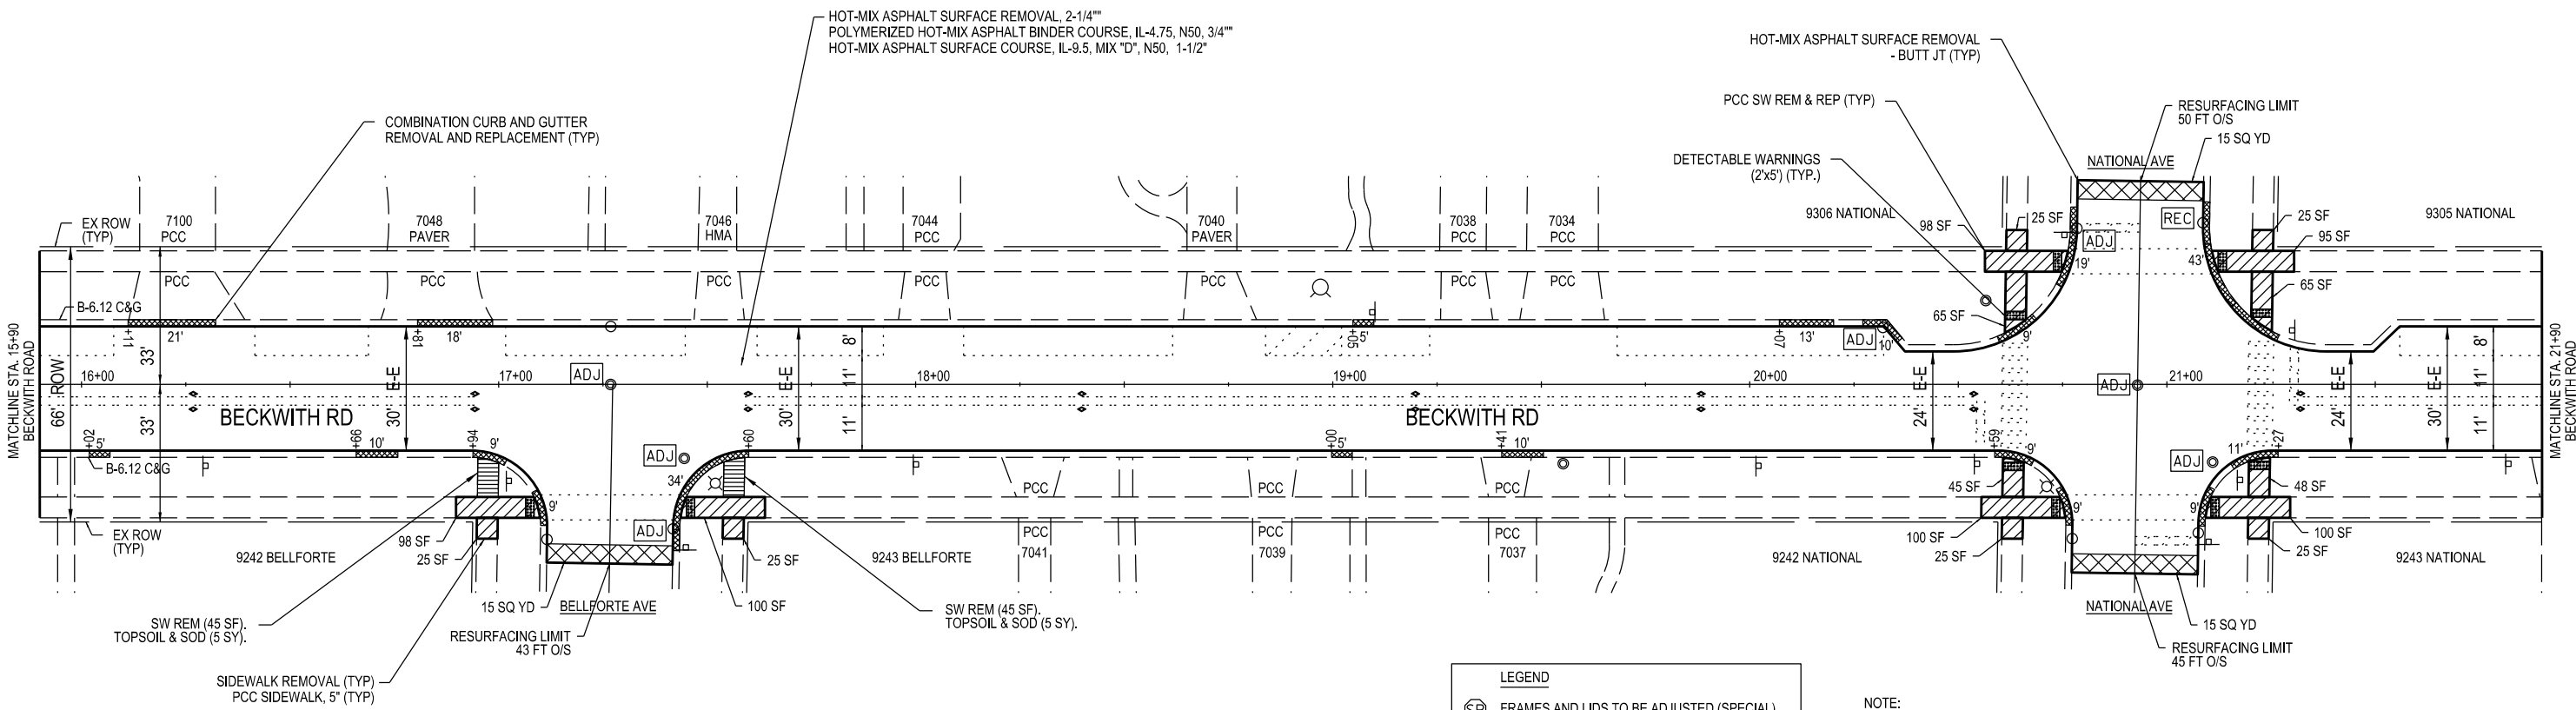 HOT-MIX ASPHALT SURFACE REMOVAL, 2-1/4""
POLYMERIZED HOT-MIX ASPHALT BINDER COURSE, IL-4.75, N50, 3/4""
HOT-MIX ASPHALT SURFACE COURSE, IL-9.5, MIX "D", N50, 1-1/2"
HOT-MIX ASPHALT SURFACE REMOVAL
- BUTT JT (TYP)
COMBINATION CURB AND GUTTER
REMOVAL AND REPLACEMENT (TYP)
PCC SW REM & REP (TYP)
RESURFACING LIMIT
50 FT O/S
15 SQ YD
DETECTABLE WARNINGS
(2'x5') (TYP.)
NATIONAL AVE
EX ROW
(TYP)
7100
PCC
7048
PAVER
7046
HMA
7044
PCC
7040
PAVER
7038
PCC
7034
PCC
9306 NATIONAL
98 SF
25 SF
ADJ
REC
25 SF
95 SF
9305 NATIONAL
PCC
PCC
PCC
PCC
PCC
PCC
PCC
19'
43'
65 SF
65 SF
B-6.12 C&G
+11
21'
+81
18'
+05
5'
+07
13'
ADJ
10'
9'
MATCHLINE STA. 15+90
BECKWITH ROAD
66' ROW
33'
33'
30' E-E
30' E-E
8'
11'
11'
24' E-E
24' E-E
30' E-E
8'
11'
11'
MATCHLINE STA. 21+90
BECKWITH ROAD
16+00
17+00
ADJ
18+00
19+00
20+00
ADJ
21+00
BECKWITH RD
BECKWITH RD
+02
5'
+66
10'
+94
9'
ADJ
+60
+00
5'
+41
10'
+59
9'
11'
+27
ADJ
B-6.12 C&G
34'
PCC
PCC
PCC
45 SF
48 SF
9'
9'
9'
EX ROW
(TYP)
98 SF
25 SF
ADJ
25 SF
100 SF
PCC
7041
PCC
7039
PCC
7037
100 SF
25 SF
100 SF
25 SF
9242 BELLFORTE
9243 BELLFORTE
9242 NATIONAL
9243 NATIONAL
15 SQ YD
BELLFORTE AVE
NATIONAL AVE
15 SQ YD
SW REM (45 SF).
TOPSOIL & SOD (5 SY).
SW REM (45 SF).
TOPSOIL & SOD (5 SY).
RESURFACING LIMIT
43 FT O/S
RESURFACING LIMIT
45 FT O/S
SIDEWALK REMOVAL (TYP)
PCC SIDEWALK, 5" (TYP)
LEGEND
SP FRAMES AND LIDS TO BE ADJUSTED (SPECIAL)
NOTE: